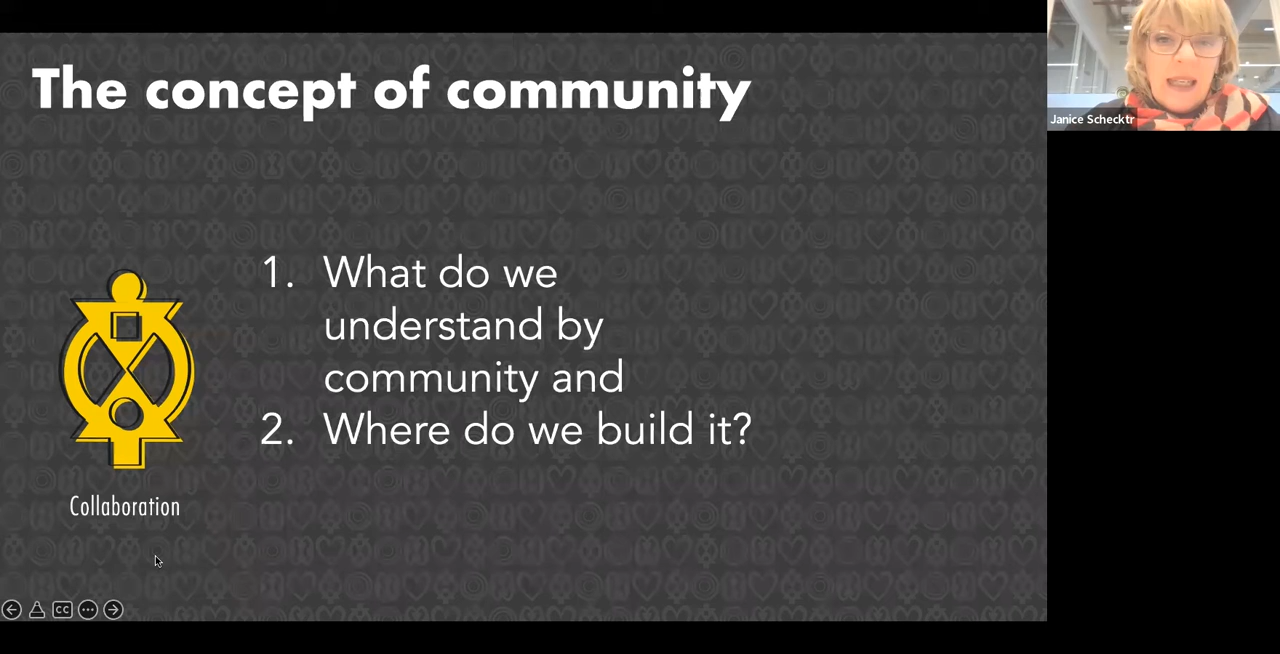 The concept of community
Janice Schecktr
1. What do we
understand by
community and
2. Where do we build it?
Collaboration
CC